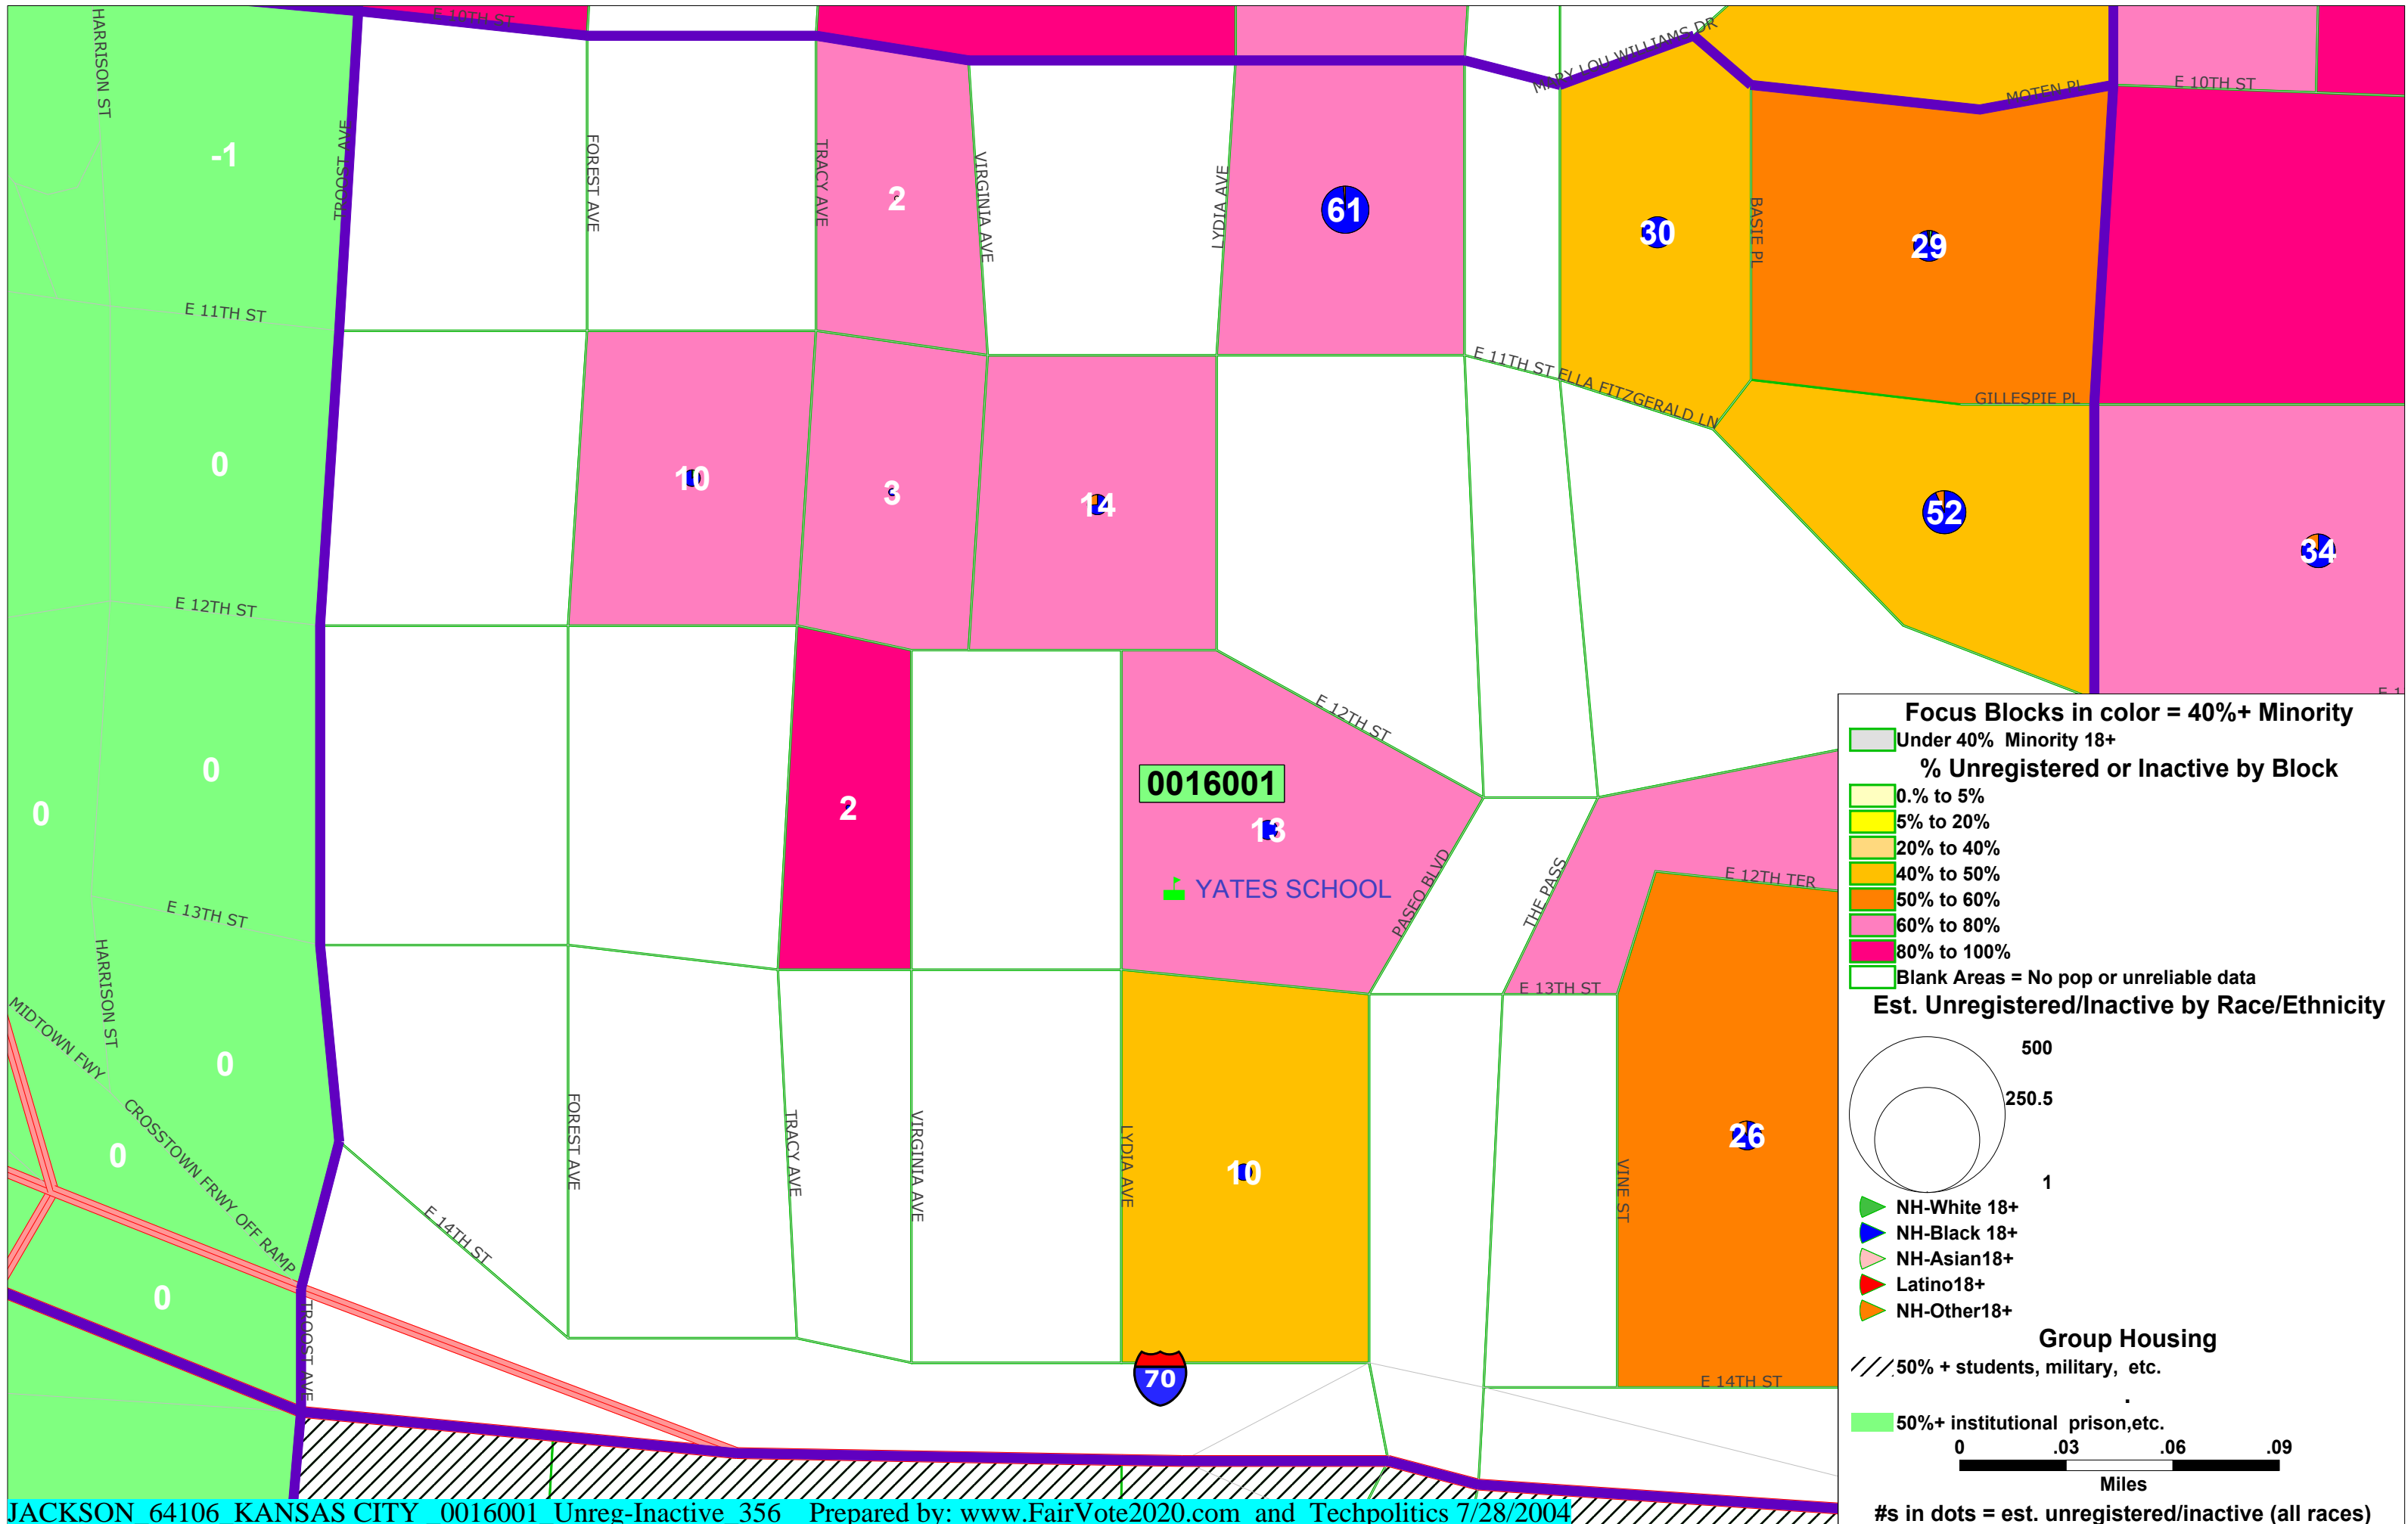 E 10TH ST
HARRISON ST
MARY LOU WILLIAMS DR
MOTEN PL
E 10TH ST
TROOST AVE
FOREST AVE
TRACY AVE
VIRGINIA AVE
LYDIA AVE
BASIE PL
-1
2
61
30
29
E 11TH ST
E 11TH ST
ELLA FITZGERALD LN
GILLESPIE PL
0
10
3
14
52
34
E 12TH ST
E 12TH ST
E 1
0
0
2
0016001
13
YATES SCHOOL
PASEO BLVD
THE PASS
E 12TH TER
E 13TH ST
E 13TH ST
HARRISON ST
MIDTOWN FWY
CROSSTOWN FRWY OFF RAMP
0
0
0
FOREST AVE
TRACY AVE
VIRGINIA AVE
LYDIA AVE
10
VINE ST
26
E 14TH ST
TROOST AVE
70
E 14TH ST
Focus Blocks in color = 40%+ Minority
Under 40% Minority 18+
% Unregistered or Inactive by Block
0.% to 5%
5% to 20%
20% to 40%
40% to 50%
50% to 60%
60% to 80%
80% to 100%
Blank Areas = No pop or unreliable data
Est. Unregistered/Inactive by Race/Ethnicity
500
250.5
1
NH-White 18+
NH-Black 18+
NH-Asian18+
Latino18+
NH-Other18+
Group Housing
50% + students, military, etc.
.
50%+ institutional prison,etc.
0 .03 .06 .09
Miles
#s in dots = est. unregistered/inactive (all races)
JACKSON_64106_KANSAS CITY_ 0016001_Unreg-Inactive_356 Prepared by: www.FairVote2020.com and Techpolitics 7/28/2004